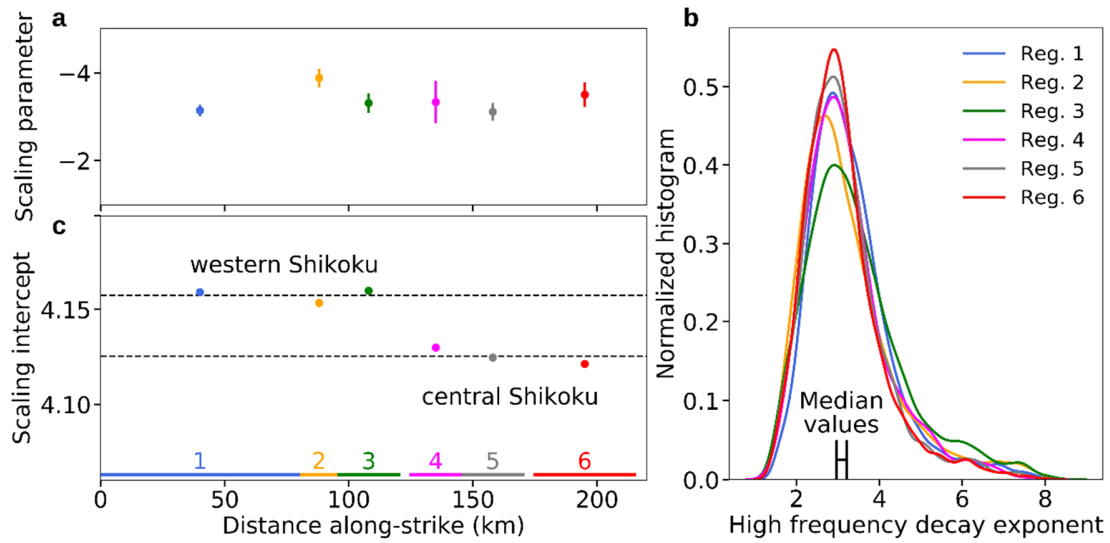 a
Scaling parameter
−4
−2
c
Scaling intercept
4.15
4.10
western Shikoku
central Shikoku
1 2 3 4 5 6
0 50 100 150 200
Distance along-strike (km)
b
Normalized histogram
0.5
0.4
0.3
0.2
0.1
0.0
Reg. 1
Reg. 2
Reg. 3
Reg. 4
Reg. 5
Reg. 6
Median
values
2 4 6 8
High frequency decay exponent